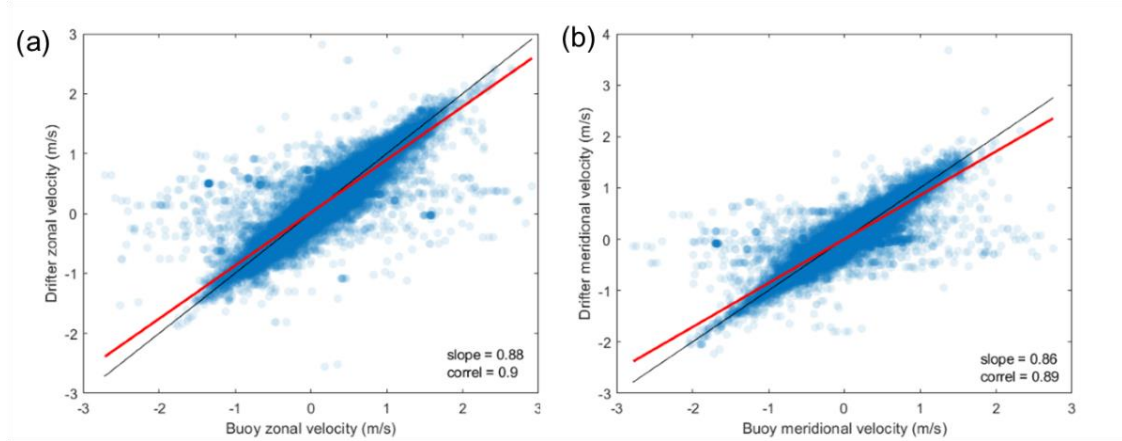 (a)
3
2
1
0
-1
-2
-3
Drifter zonal velocity (m/s)
slope = 0.88
correl = 0.9
-3 -2 -1 0 1 2 3
Buoy zonal velocity (m/s)
(b)
4
3
2
1
0
-1
-2
-3
Drifter meridional velocity (m/s)
slope = 0.86
correl = 0.89
-3 -2 -1 0 1 2 3
Buoy meridional velocity (m/s)